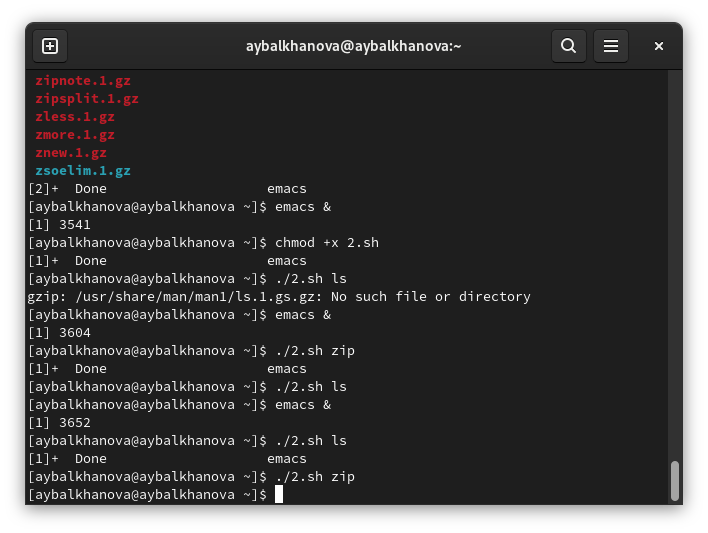 aybalkhanova@aybalkhanova:~
zipnote.1.gz
zipsplit.1.gz
zless.1.gz
zmore.1.gz
znew.1.gz
zsoelim.1.gz
[2]+  Done                    emacs
[aybalkhanova@aybalkhanova ~]$ emacs &
[1] 3541
[aybalkhanova@aybalkhanova ~]$ chmod +x 2.sh
[1]+  Done                    emacs
[aybalkhanova@aybalkhanova ~]$ ./2.sh ls
gzip: /usr/share/man/man1/ls.1.gs.gz: No such file or directory
[aybalkhanova@aybalkhanova ~]$ emacs &
[1] 3604
[aybalkhanova@aybalkhanova ~]$ ./2.sh zip
[1]+  Done                    emacs
[aybalkhanova@aybalkhanova ~]$ ./2.sh ls
[aybalkhanova@aybalkhanova ~]$ emacs &
[1] 3652
[aybalkhanova@aybalkhanova ~]$ ./2.sh ls
[1]+  Done                    emacs
[aybalkhanova@aybalkhanova ~]$ ./2.sh zip
[aybalkhanova@aybalkhanova ~]$